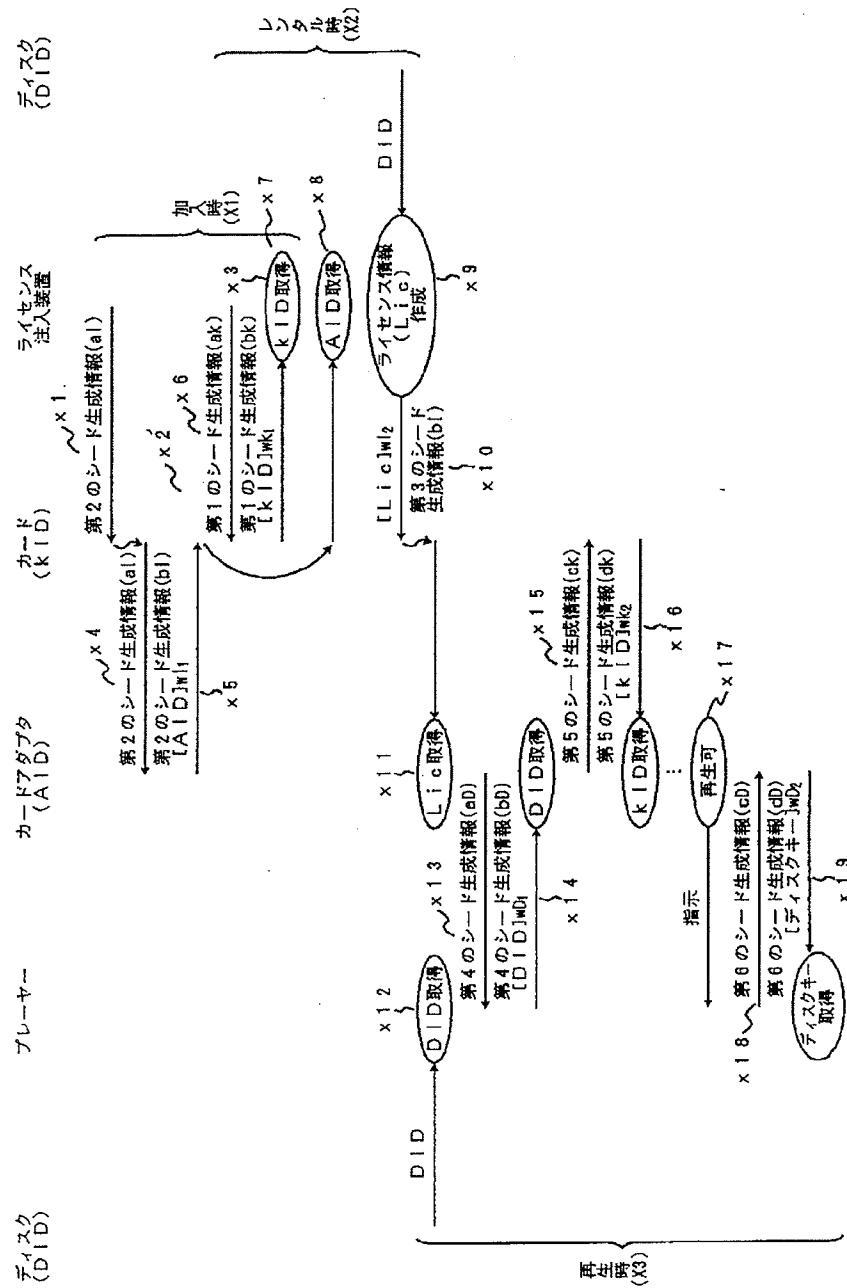 ディスク
(DID)
プレーヤー
カードアダプタ
(AID)
カード
(kID)
ライセンス
注入装置
ディスク
(DID)
加入時
(X1)
レンタル時
(X2)
再生時
(X3)
x1
第2のシード生成情報(al)
x4
第2のシード生成情報(al)
x2
第2のシード生成情報(bl)
[AID]wl1
x5
x6
第1のシード生成情報(ak)
x3
第1のシード生成情報(bk)
[kID]wk1
kID取得
x7
AID取得
x8
DID
ライセンス情報
(Lic)
作成
x9
[Lic]wl2
第3のシード
生成情報(bl)
x10
Lic取得
x11
DID
DID取得
x12
x13
第4のシード生成情報(aD)
第4のシード生成情報(bD)
[DID]wD1
DID取得
x14
x15
第5のシード生成情報(ck)
第5のシード生成情報(dk)
[kID]wk2
kID取得
x16
再生可
x17
指示
x18
第6のシード生成情報(cD)
第6のシード生成情報(dD)
[ディスクキー]wD2
ディスクキー
取得
x19